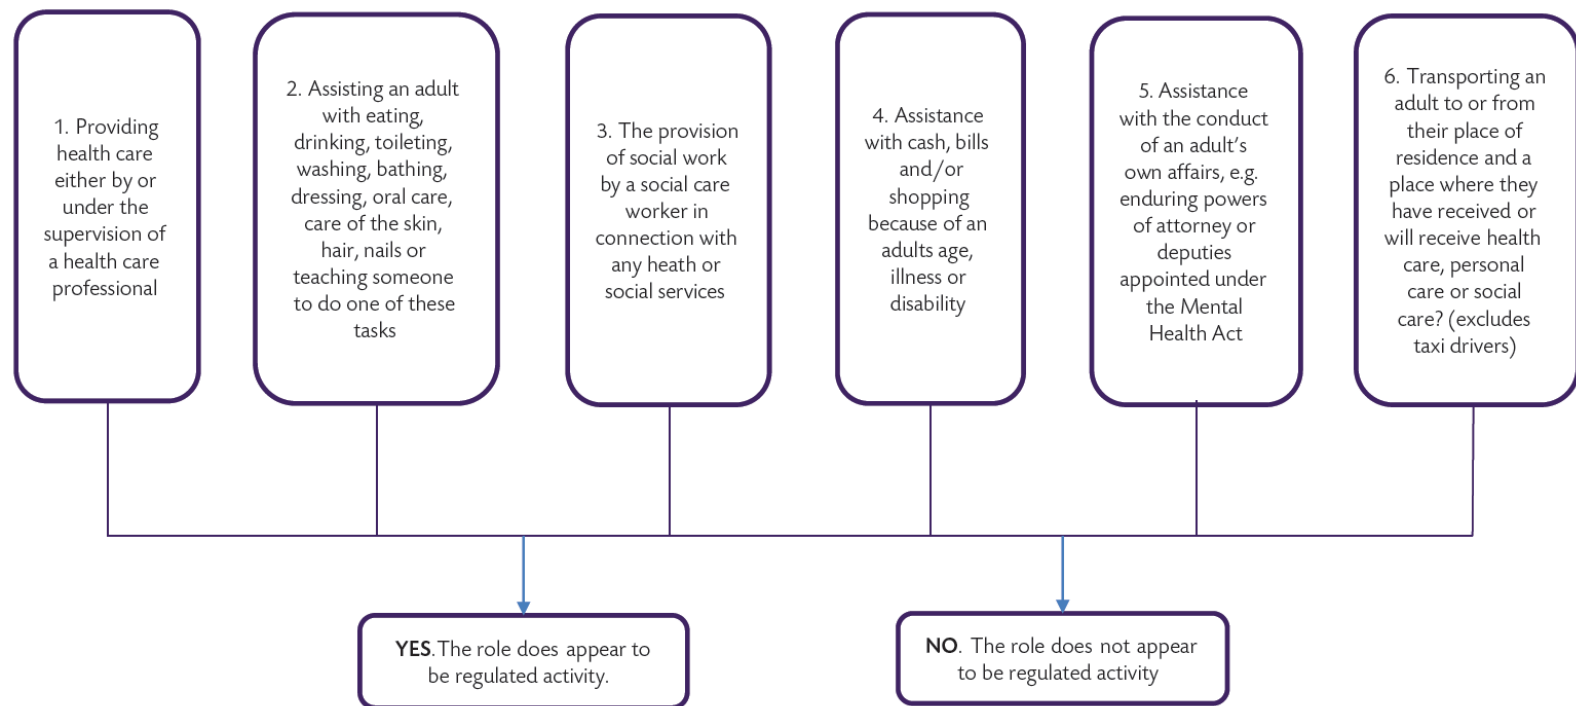 1. Providing
health care
either by or
under the
supervision of
a health care
professional
2. Assisting an adult
with eating,
drinking, toileting,
washing, bathing,
dressing, oral care,
care of the skin,
hair, nails or
teaching someone
to do one of these
tasks
3. The provision
of social work
by a social care
worker in
connection with
any heath or
social services
4. Assistance
with cash, bills
and/or
shopping
because of an
adults age,
illness or
disability
5. Assistance
with the conduct
of an adult’s
own affairs, e.g.
enduring powers
of attorney or
deputies
appointed under
the Mental
Health Act
6. Transporting an
adult to or from
their place of
residence and a
place where they
have received or
will receive health
care, personal
care or social
care? (excludes
taxi drivers)
YES.The role does appear to
be regulated activity.
NO. The role does not appear
to be regulated activity